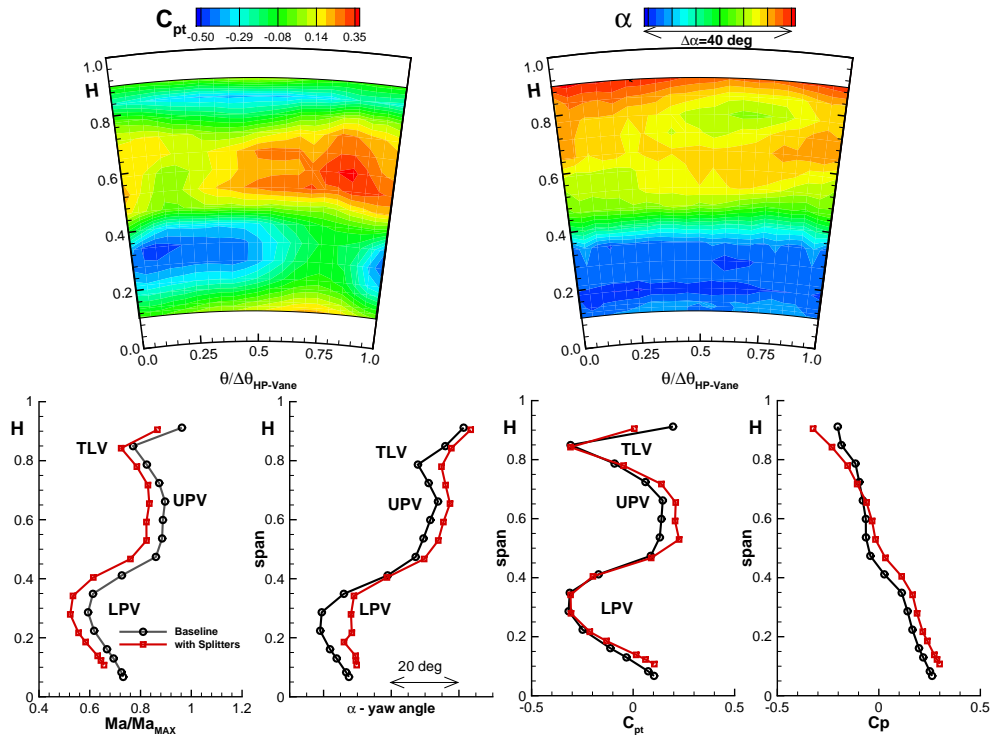 Cpt
-0.50 -0.29 -0.08 0.14 0.35
α
Δα=40 deg
1.0
H
0.8
0.6
0.4
0.2
0.0
0.0 0.25 0.5 0.75 1.0
θ/ΔθHP-Vane
1.0
H
0.8
0.6
0.4
0.2
0.0
0.0 0.25 0.5 0.75 1.0
θ/ΔθHP-Vane
1
H
0.8
0.6
0.4
0.2
0
TLV
UPV
LPV
Baseline
with Splitters
0.4 0.6 0.8 1 1.2
Ma/MaMAX
1
H
0.8
0.6
span
0.4
0.2
0
TLV
UPV
LPV
20 deg
α - yaw angle
1
H
0.8
0.6
span
0.4
0.2
0
TLV
UPV
LPV
-0.5 0 0.5
Cpt
1
H
0.8
0.6
span
0.4
0.2
0
-0.5 0 0.5
Cp